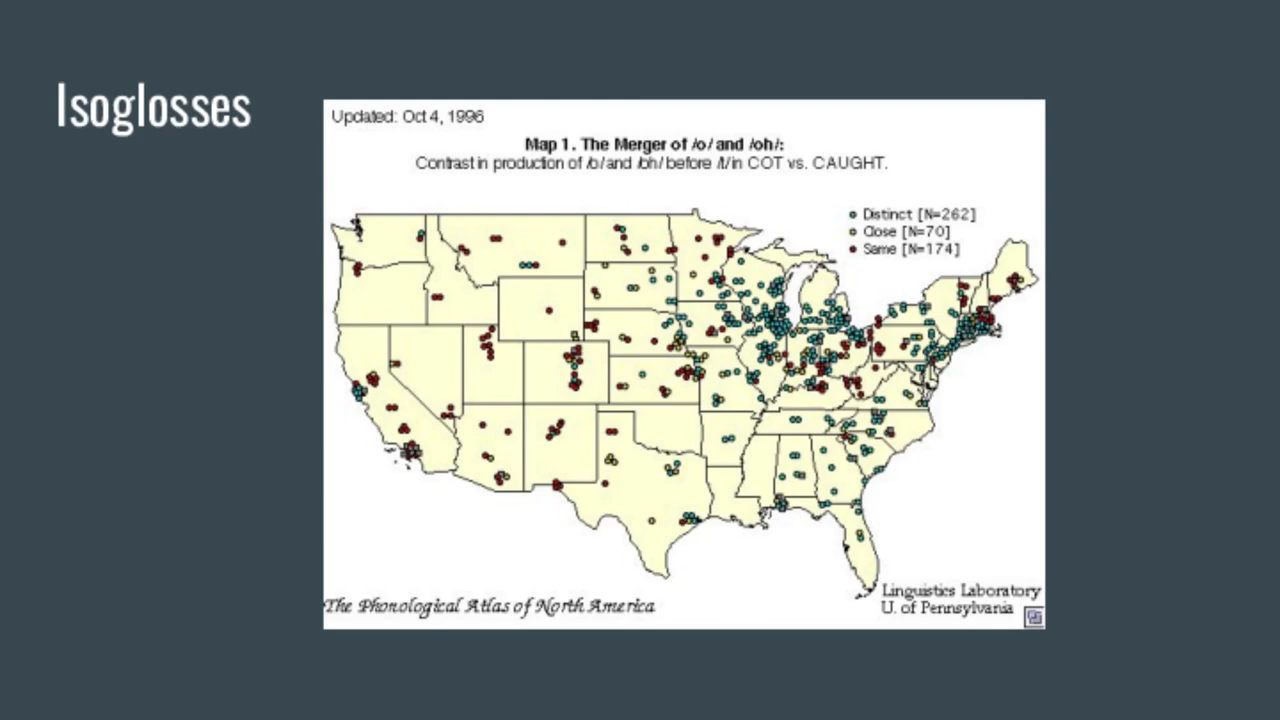 Isoglosses
Updated: Oct 4, 1996
Map 1. The Merger of /o/ and /oh/:
Contrast in production of /o/ and /oh/ before /t/ in COT vs. CAUGHT.
Distinct [N=262]
Close [N=70]
Same [N=174]
The Phonological Atlas of North America
Linguistics Laboratory
U. of Pennsylvania